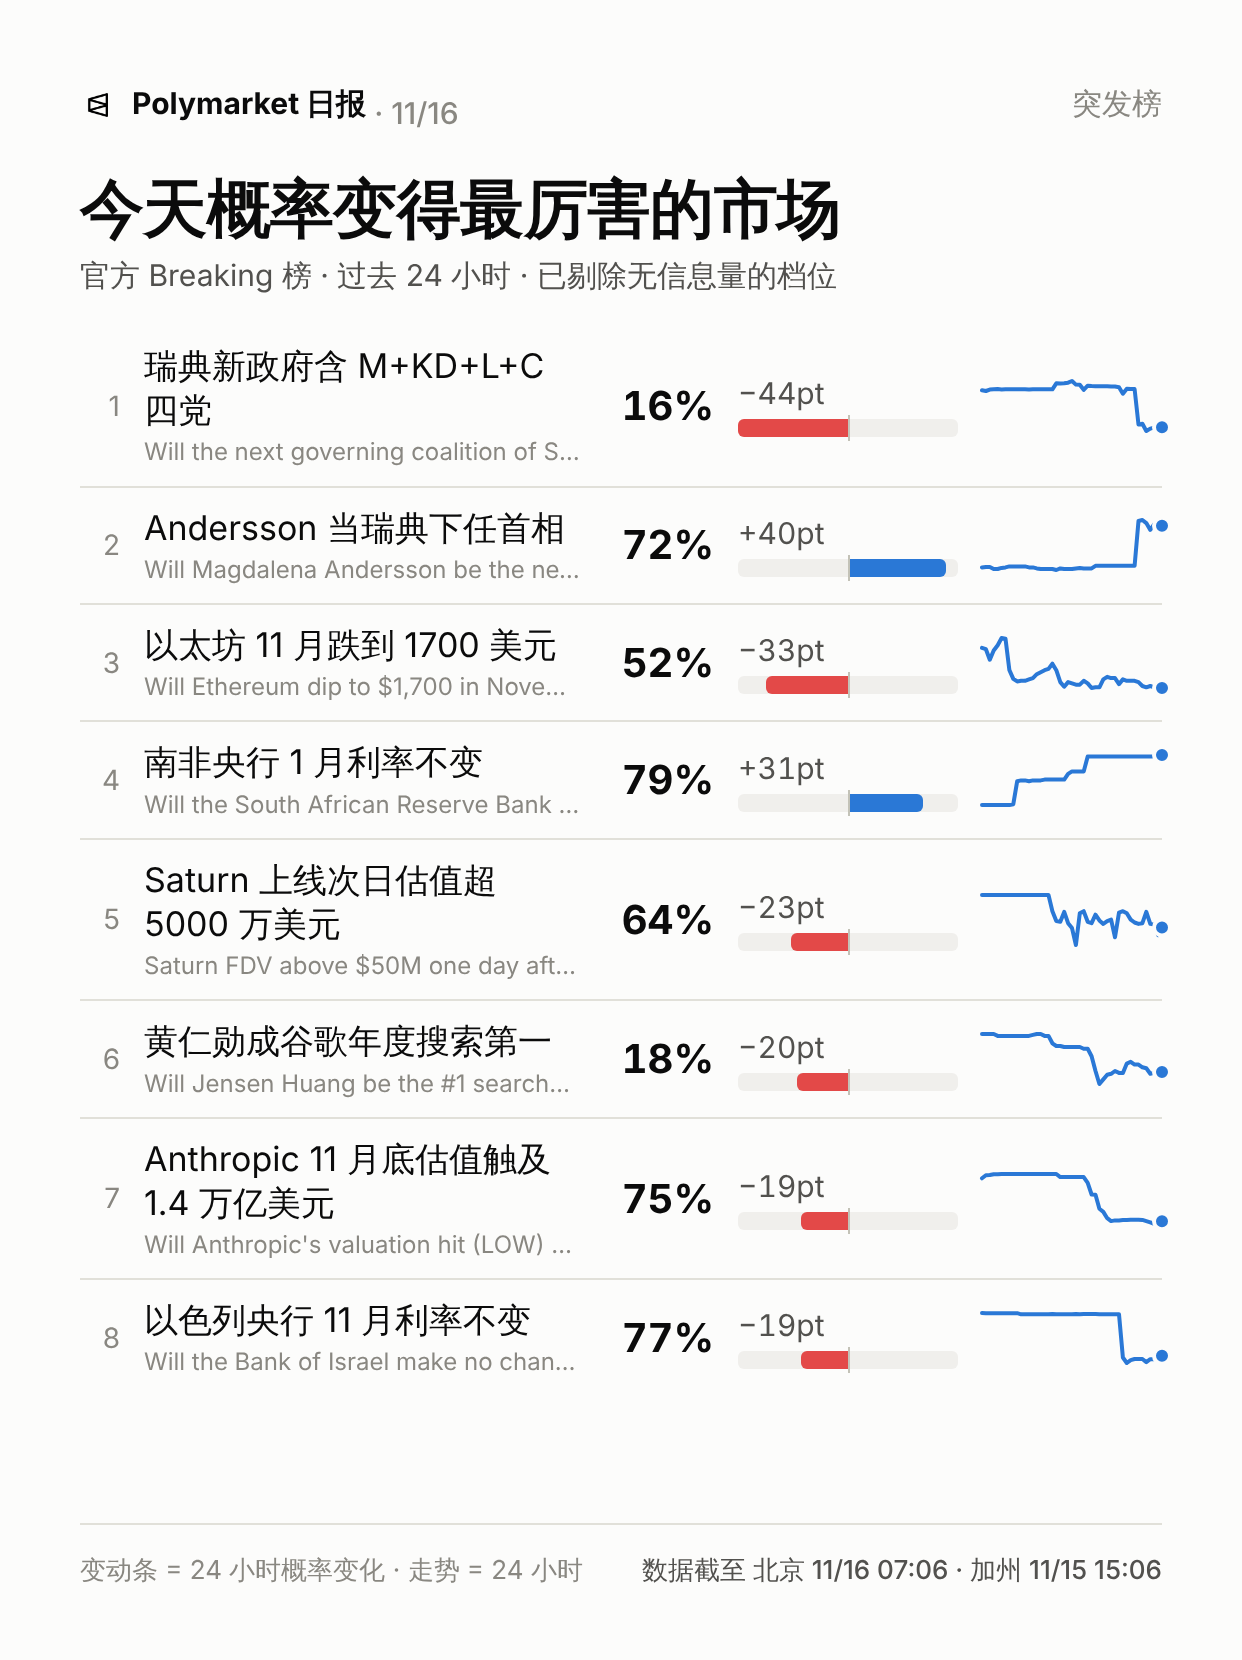 Polymarket 日报 · 11/16
突发榜
今天概率变得最厉害的市场
官方 Breaking 榜 · 过去 24 小时 · 已剔除无信息量的档位
1
瑞典新政府含 M+KD+L+C
四党
Will the next governing coalition of S...
16%
−44pt
2
Andersson 当瑞典下任首相
Will Magdalena Andersson be the ne...
72%
+40pt
3
以太坊 11 月跌到 1700 美元
Will Ethereum dip to $1,700 in Nove...
52%
−33pt
4
南非央行 1 月利率不变
Will the South African Reserve Bank ...
79%
+31pt
5
Saturn 上线次日估值超
5000 万美元
Saturn FDV above $50M one day aft...
64%
−23pt
6
黄仁勋成谷歌年度搜索第一
Will Jensen Huang be the #1 search...
18%
−20pt
7
Anthropic 11 月底估值触及
1.4 万亿美元
Will Anthropic's valuation hit (LOW) ...
75%
−19pt
8
以色列央行 11 月利率不变
Will the Bank of Israel make no chan...
77%
−19pt
变动条 = 24 小时概率变化 · 走势 = 24 小时
数据截至 北京 11/16 07:06 · 加州 11/15 15:06